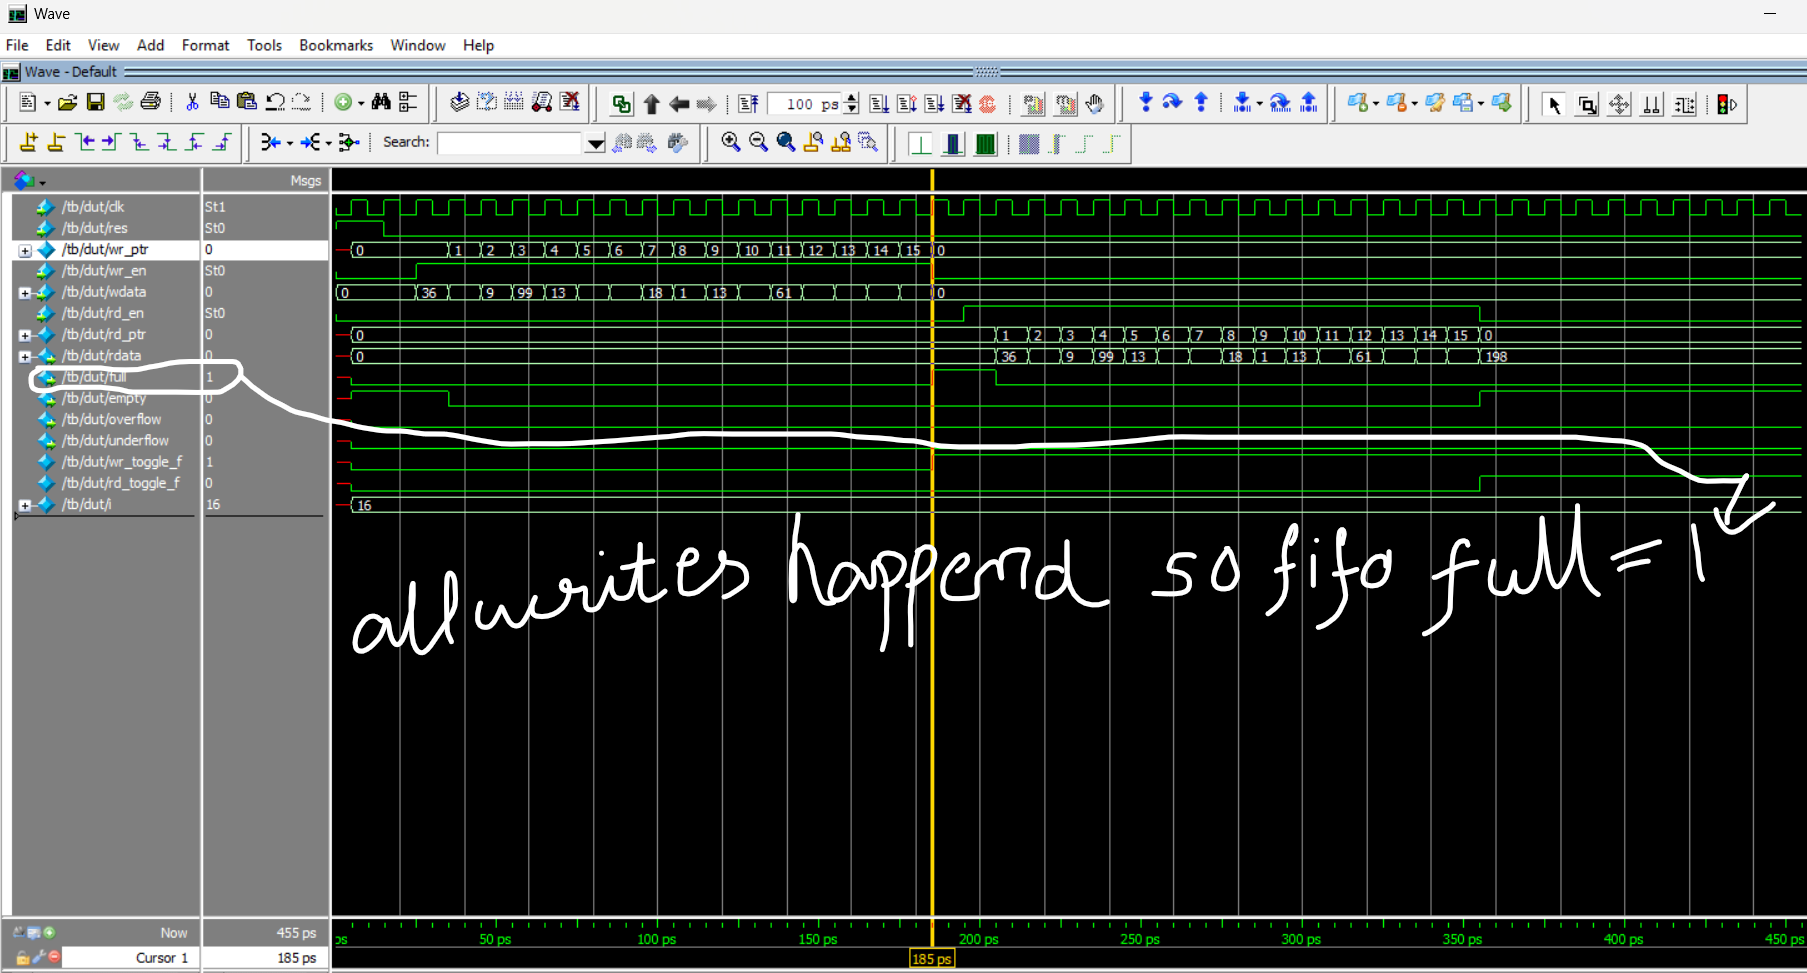 Wave
File Edit View Add Format Tools Bookmarks Window Help
Wave - Default
100 ps
Search:
Msgs
/tb/dut/clk St1
/tb/dut/res St0
/tb/dut/wr_ptr 0 0 1 2 3 4 5 6 7 8 9 10 11 12 13 14 15 0
/tb/dut/wr_en St0
/tb/dut/wdata 0 0 36 9 99 13 18 1 13 61 0
/tb/dut/rd_en St0
/tb/dut/rd_ptr 0 0 1 2 3 4 5 6 7 8 9 10 11 12 13 14 15 0
/tb/dut/rdata 0 0 36 9 99 13 18 1 13 61 198
/tb/dut/full 1
/tb/dut/empty 0
/tb/dut/overflow 0
/tb/dut/underflow 0
/tb/dut/wr_toggle_f 1
/tb/dut/rd_toggle_f 0
/tb/dut/i 16 16
all writes happend so fifo full = 1
Now 455 ps ps 50 ps 100 ps 150 ps 200 ps 250 ps 300 ps 350 ps 400 ps 450 ps
Cursor 1 185 ps 185 ps